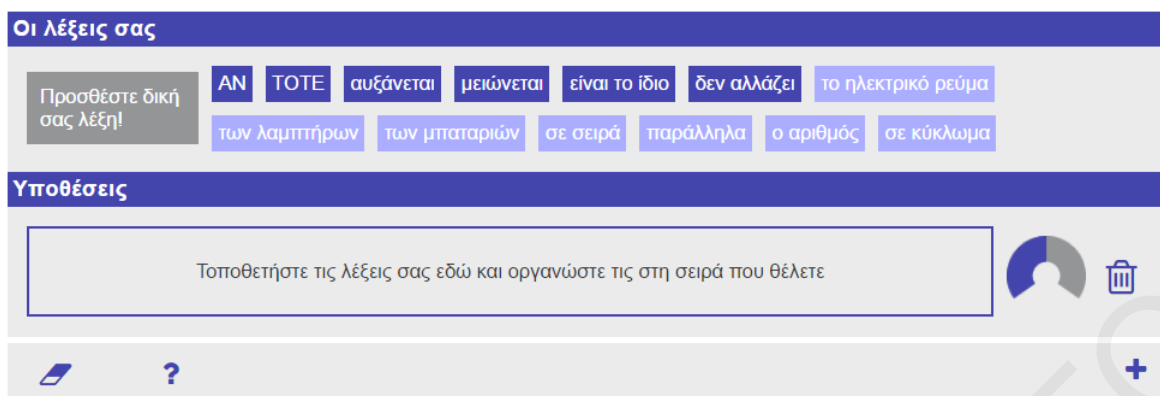 Οι λέξεις σας
Προσθέστε δική
σας λέξη!
ΑΝ ΤΟΤΕ αυξάνεται μειώνεται είναι το ίδιο δεν αλλάζει το ηλεκτρικό ρεύμα
των λαμπτήρων των μπαταριών σε σειρά παράλληλα ο αριθμός σε κύκλωμα
Υποθέσεις
Τοποθετήστε τις λέξεις σας εδώ και οργανώστε τις στη σειρά που θέλετε
?
+